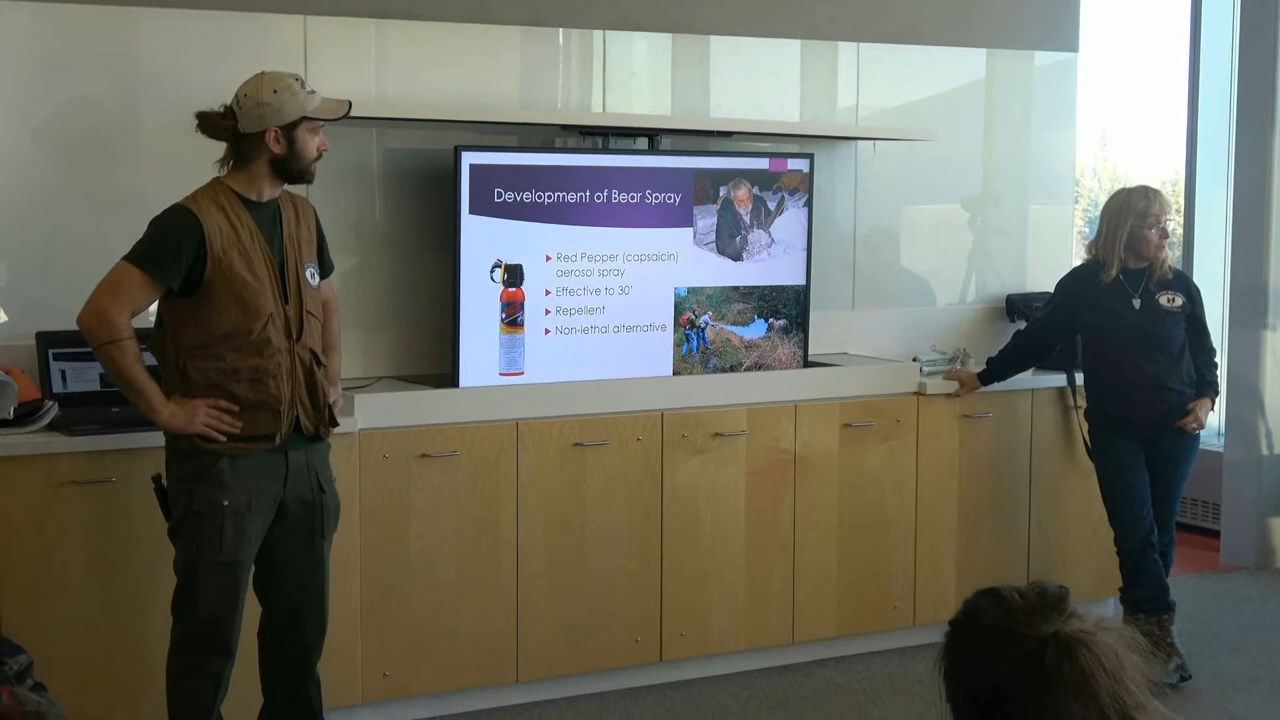 Development of Bear Spray
Red Pepper (capsaicin)
aerosol spray
Effective to 30'
Repellent
Non-lethal alternative